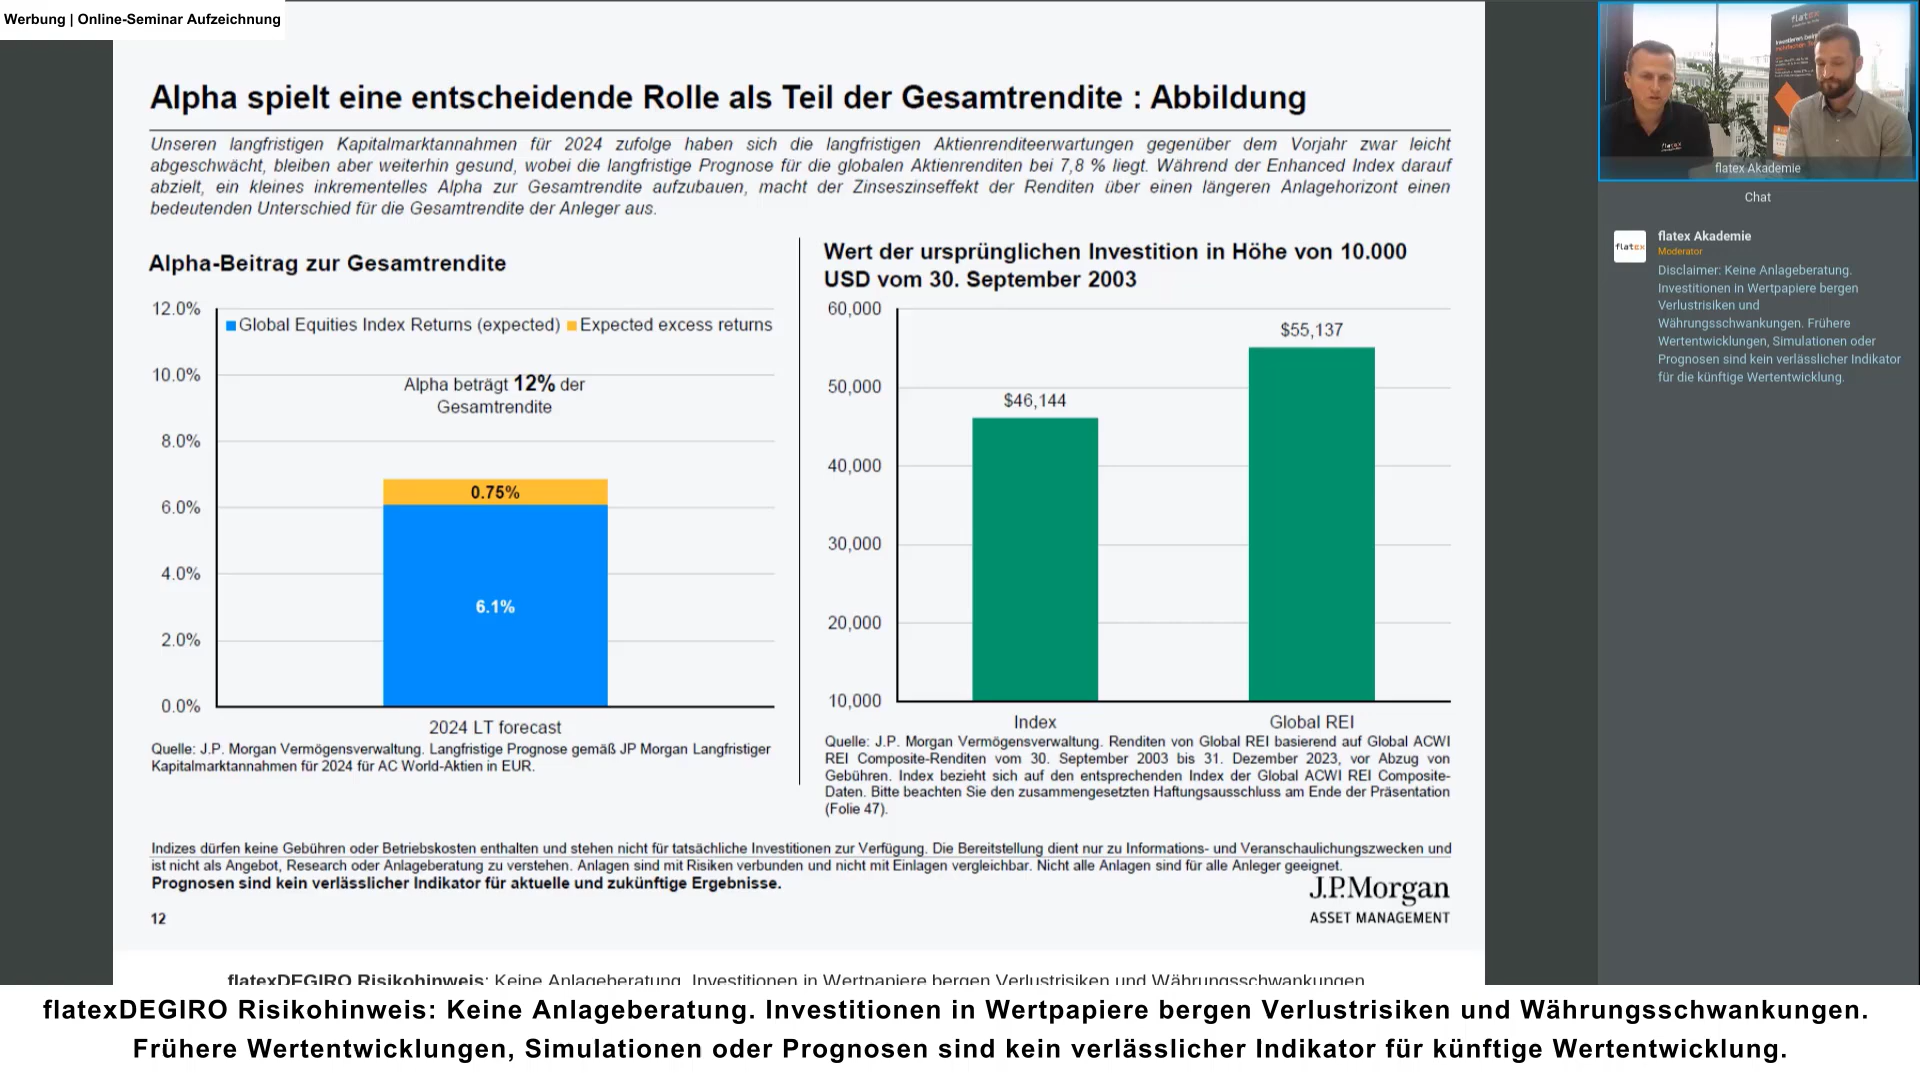 Werbung | Online-Seminar Aufzeichnung
Alpha spielt eine entscheidende Rolle als Teil der Gesamtrendite : Abbildung
Unseren langfristigen Kapitalmarktannahmen für 2024 zufolge haben sich die langfristigen Aktienrenditeerwartungen gegenüber dem Vorjahr zwar leicht
abgeschwächt, bleiben aber weiterhin gesund, wobei die langfristige Prognose für die globalen Aktienrenditen bei 7,8 % liegt. Während der Enhanced Index darauf
abzielt, ein kleines inkrementelles Alpha zur Gesamtrendite aufzubauen, macht der Zinseszinseffekt der Renditen über einen längeren Anlagehorizont einen
bedeutenden Unterschied für die Gesamtrendite der Anleger aus.
Alpha-Beitrag zur Gesamtrendite
12.0%
Global Equities Index Returns (expected) Expected excess returns
10.0%
Alpha beträgt 12% der
Gesamtrendite
8.0%
0.75%
6.0%
4.0%
6.1%
2.0%
0.0%
2024 LT forecast
Quelle: J.P. Morgan Vermögensverwaltung. Langfristige Prognose gemäß JP Morgan Langfristiger
Kapitalmarktannahmen für 2024 für AC World-Aktien in EUR.
Wert der ursprünglichen Investition in Höhe von 10.000
USD vom 30. September 2003
60,000
$55,137
50,000
$46,144
40,000
30,000
20,000
10,000
Index Global REI
Quelle: J.P. Morgan Vermögensverwaltung. Renditen von Global REI basierend auf Global ACWI
REI Composite-Renditen vom 30. September 2003 bis 31. Dezember 2023, vor Abzug von
Gebühren. Index bezieht sich auf den entsprechenden Index der Global ACWI REI Composite-
Daten. Bitte beachten Sie den zusammengesetzten Haftungsausschluss am Ende der Präsentation
(Folie 47).
Indizes dürfen keine Gebühren oder Betriebskosten enthalten und stehen nicht für tatsächliche Investitionen zur Verfügung. Die Bereitstellung dient nur zu Informations- und Veranschaulichungszwecken und
ist nicht als Angebot, Research oder Anlageberatung zu verstehen. Anlagen sind mit Risiken verbunden und nicht mit Einlagen vergleichbar. Nicht alle Anlagen sind für alle Anleger geeignet.
Prognosen sind kein verlässlicher Indikator für aktuelle und zukünftige Ergebnisse.
J.P.Morgan
ASSET MANAGEMENT
12
flatex
flatex
flatex Akademie
Chat
flatex
flatex Akademie
Moderator
Disclaimer: Keine Anlageberatung.
Investitionen in Wertpapiere bergen
Verlustrisiken und
Währungsschwankungen. Frühere
Wertentwicklungen, Simulationen oder
Prognosen sind kein verlässlicher Indikator
für die künftige Wertentwicklung.
flatexDEGIRO Risikohinweis: Keine Anlageberatung. Investitionen in Wertpapiere bergen Verlustrisiken und Währungsschwankungen.
flatexDEGIRO Risikohinweis: Keine Anlageberatung. Investitionen in Wertpapiere bergen Verlustrisiken und Währungsschwankungen.
Frühere Wertentwicklungen, Simulationen oder Prognosen sind kein verlässlicher Indikator für künftige Wertentwicklung.